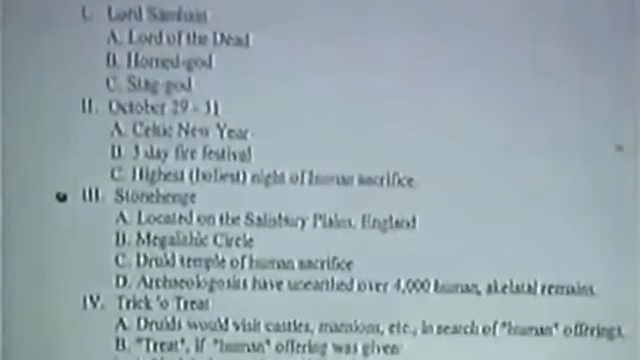 I. Lord Samhain
A. Lord of the Dead
B. Horned-god
C. Stag-god
II. October 29 - 31
A. Celtic New Year
B. 3 day fire festival
C. Highest (holiest) night of human sacrifice
III. Stonehenge
A. Located on the Salisbury Plains, England
B. Megalithic Circle
C. Druid temple of human sacrifice
D. Archaeologosits have unearthed over 4,000 human, skelatal remains
IV. Trick 'o Treat
A. Druids would visit castles, mansions, etc., in search of "human" offerings
B. "Treat", if "human" offering was given